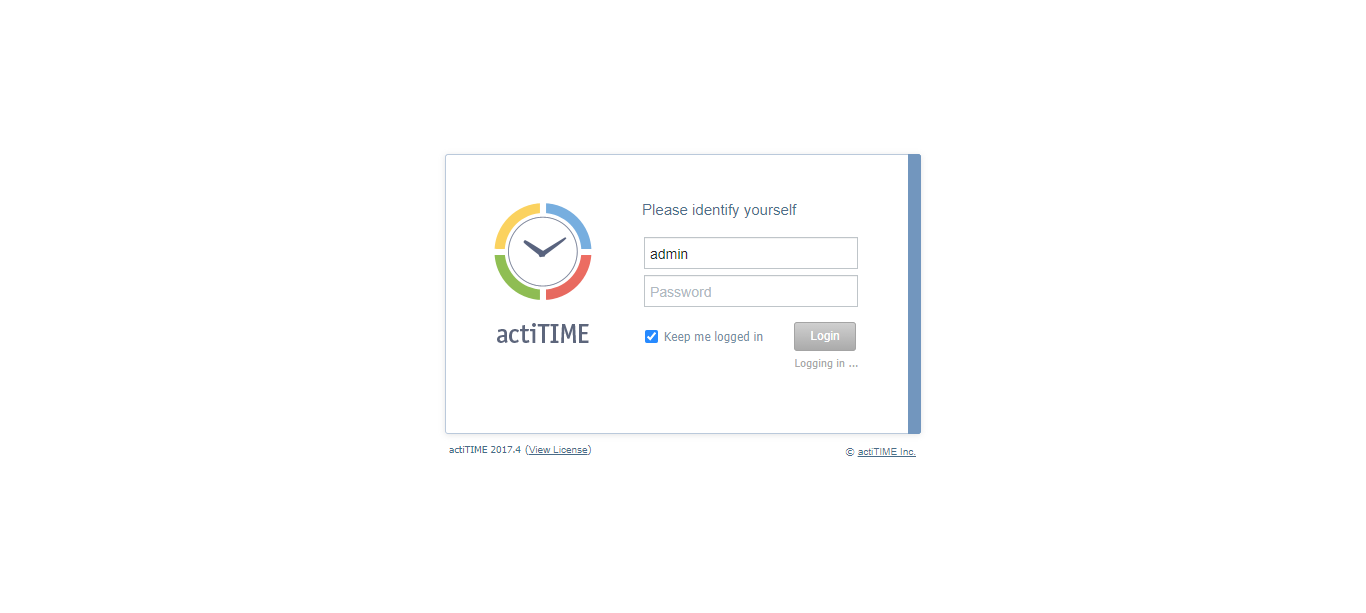 Please identify yourself
admin
Password
actiTIME
Keep me logged in
Login
Logging in ...
actiTIME 2017.4 (View License)
© actiTIME Inc.